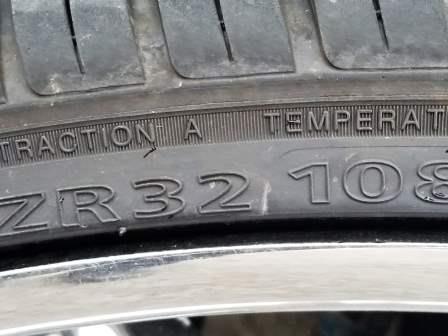 TRACTION A TEMPERAT
ZR32 108